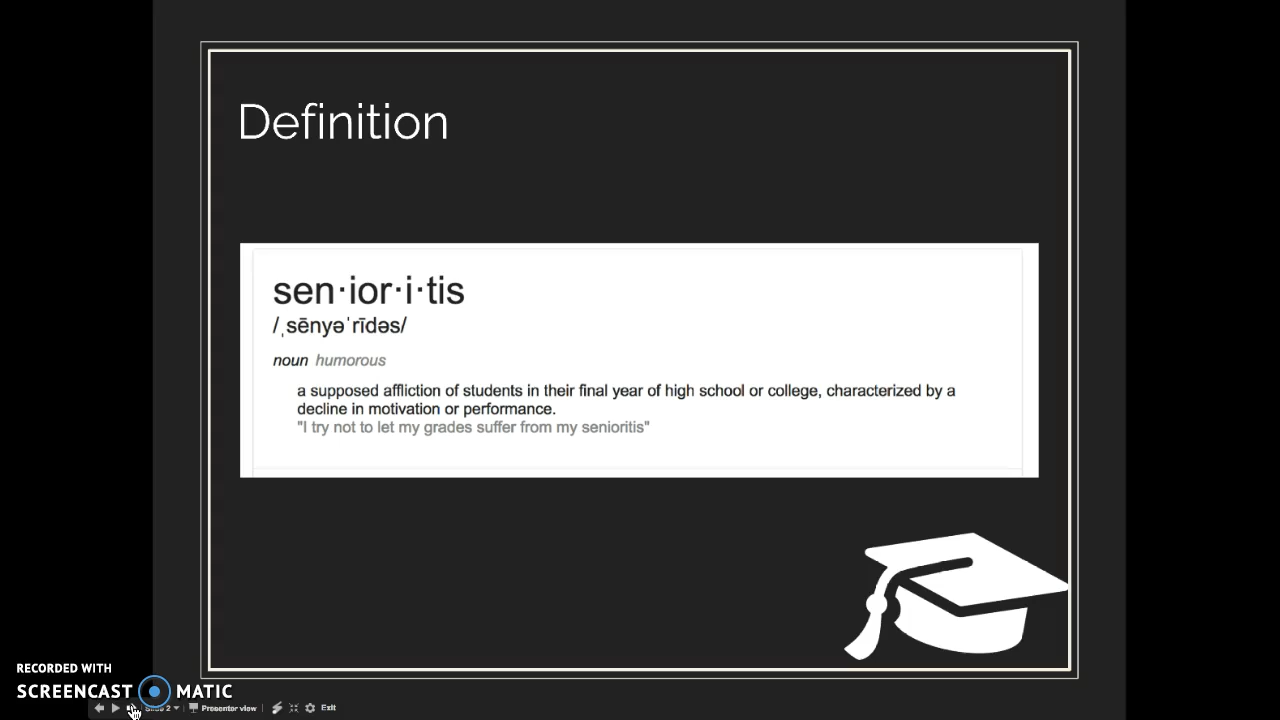 Definition
sen·ior·i·tis
/ˌsēnyəˈrīdəs/
noun humorous
a supposed affliction of students in their final year of high school or college, characterized by a
decline in motivation or performance.
"I try not to let my grades suffer from my senioritis"
RECORDED WITH
SCREENCAST MATIC
Slide 2 Presenter view Exit